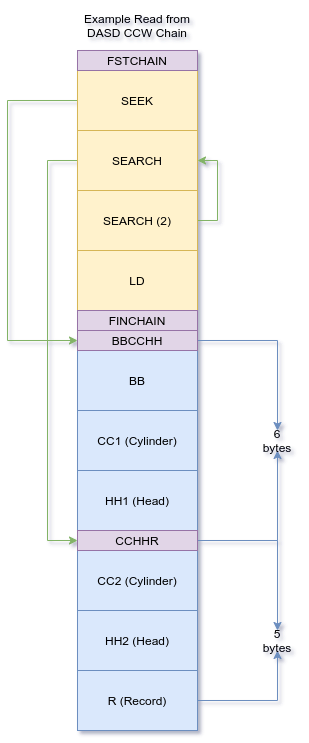 Example Read from
DASD CCW Chain
FSTCHAIN
SEEK
SEARCH
SEARCH (2)
LD
FINCHAIN
BBCCHH
BB
CC1 (Cylinder)
6
bytes
HH1 (Head)
CCHHR
CC2 (Cylinder)
HH2 (Head)
5
bytes
R (Record)